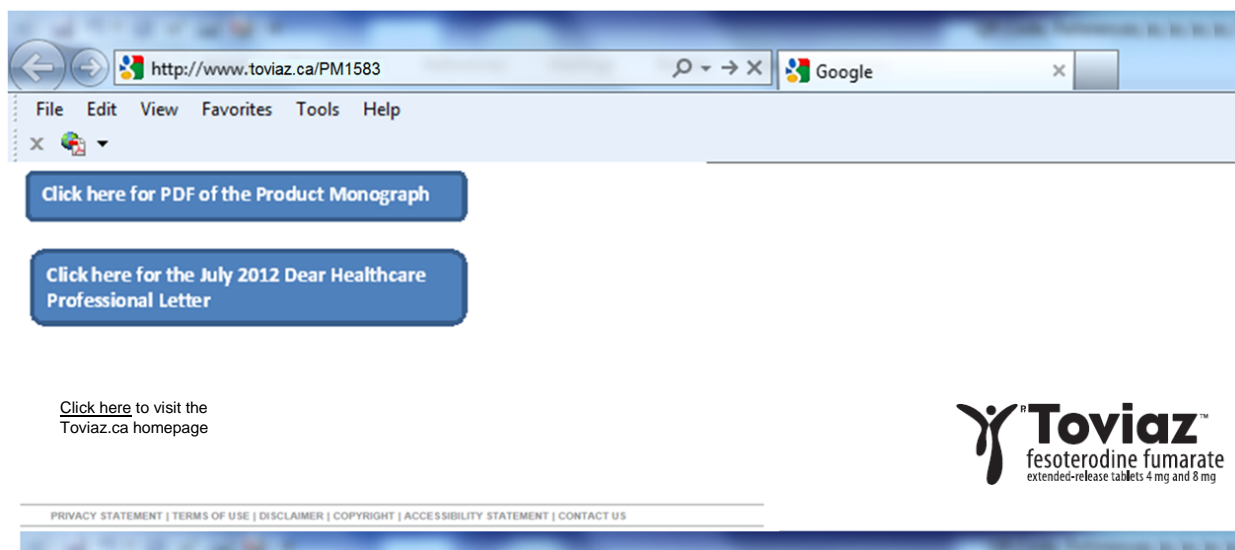 http://www.toviaz.ca/PM1583
Google
File Edit View Favorites Tools Help
Click here for PDF of the Product Monograph
Click here for the July 2012 Dear Healthcare
Professional Letter
Click here to visit the
Toviaz.ca homepage
®Toviaz™
fesoterodine fumarate
extended-release tablets 4 mg and 8 mg
PRIVACY STATEMENT | TERMS OF USE | DISCLAIMER | COPYRIGHT | ACCESSIBILITY STATEMENT | CONTACT US